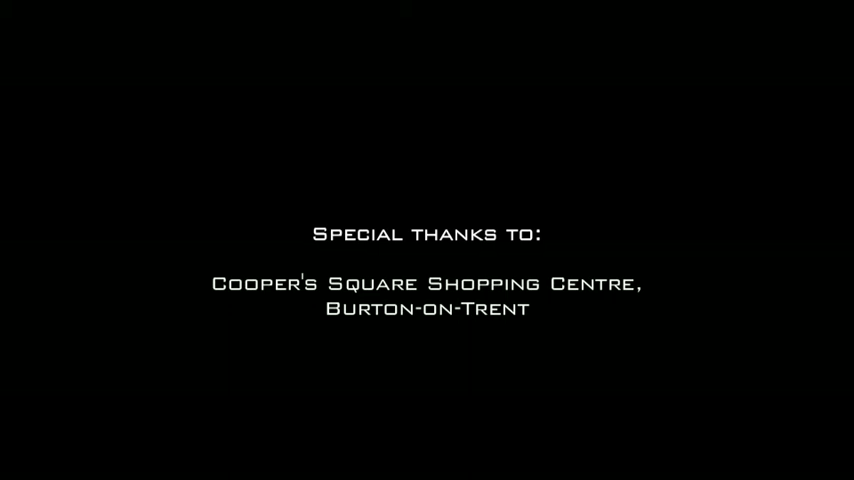 Special thanks to:
Cooper's Square Shopping Centre,
Burton-on-Trent